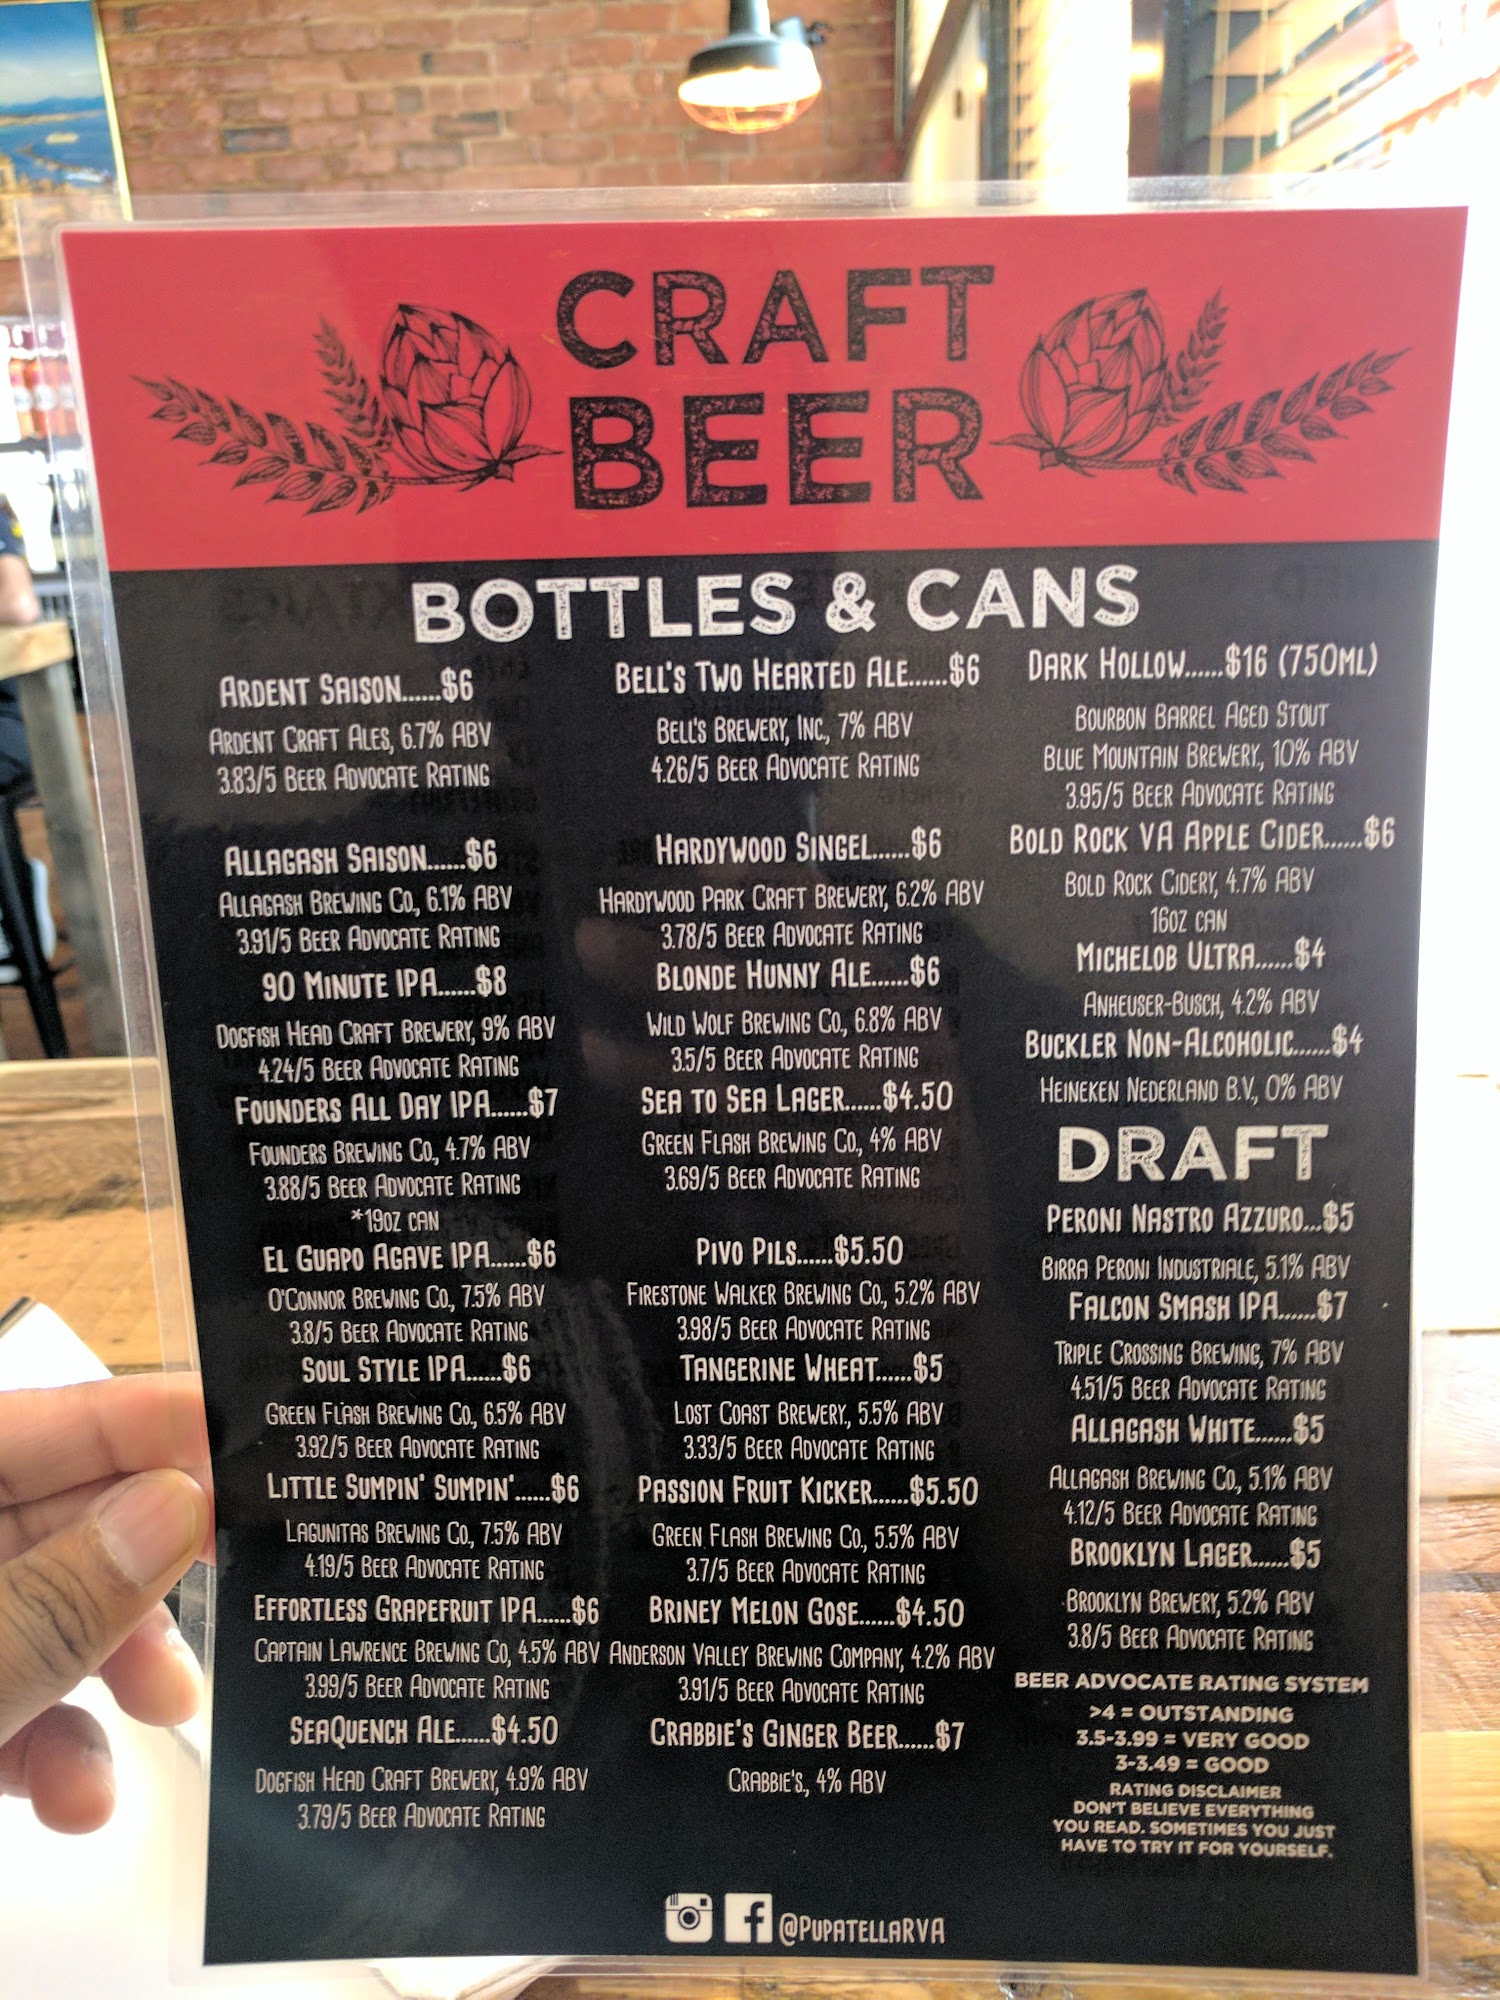 CRAFT
BEER
BOTTLES & CANS
ARDENT SAISON......$6
ARDENT CRAFT ALES, 6.7% ABV
3.83/5 BEER ADVOCATE RATING
ALLAGASH SAISON......$6
ALLAGASH BREWING CO., 6.1% ABV
3.91/5 BEER ADVOCATE RATING
90 MINUTE IPA......$8
DOGFISH HEAD CRAFT BREWERY, 9% ABV
4.24/5 BEER ADVOCATE RATING
FOUNDERS ALL DAY IPA......$7
FOUNDERS BREWING CO., 4.7% ABV
3.88/5 BEER ADVOCATE RATING
*19OZ CAN
EL GUAPO AGAVE IPA......$6
O'CONNOR BREWING CO., 7.5% ABV
3.8/5 BEER ADVOCATE RATING
SOUL STYLE IPA......$6
GREEN FLASH BREWING CO., 6.5% ABV
3.92/5 BEER ADVOCATE RATING
LITTLE SUMPIN' SUMPIN'......$6
LAGUNITAS BREWING CO., 7.5% ABV
4.19/5 BEER ADVOCATE RATING
EFFORTLESS GRAPEFRUIT IPA......$6
CAPTAIN LAWRENCE BREWING CO, 4.5% ABV
3.99/5 BEER ADVOCATE RATING
SEAQUENCH ALE......$4.50
DOGFISH HEAD CRAFT BREWERY, 4.9% ABV
3.79/5 BEER ADVOCATE RATING
BELL'S TWO HEARTED ALE......$6
BELL'S BREWERY, INC., 7% ABV
4.26/5 BEER ADVOCATE RATING
HARDYWOOD SINGEL......$6
HARDYWOOD PARK CRAFT BREWERY, 6.2% ABV
3.78/5 BEER ADVOCATE RATING
BLONDE HUNNY ALE......$6
WILD WOLF BREWING CO., 6.8% ABV
3.5/5 BEER ADVOCATE RATING
SEA TO SEA LAGER......$4.50
GREEN FLASH BREWING CO., 4% ABV
3.69/5 BEER ADVOCATE RATING
PIVO PILS......$5.50
FIRESTONE WALKER BREWING CO., 5.2% ABV
3.98/5 BEER ADVOCATE RATING
TANGERINE WHEAT......$5
LOST COAST BREWERY., 5.5% ABV
3.33/5 BEER ADVOCATE RATING
PASSION FRUIT KICKER......$5.50
GREEN FLASH BREWING CO., 5.5% ABV
3.7/5 BEER ADVOCATE RATING
BRINEY MELON GOSE......$4.50
ANDERSON VALLEY BREWING COMPANY, 4.2% ABV
3.91/5 BEER ADVOCATE RATING
CRABBIE'S GINGER BEER......$7
CRABBIE'S., 4% ABV
DARK HOLLOW......$16 (750ML)
BOURBON BARREL AGED STOUT
BLUE MOUNTAIN BREWERY., 10% ABV
3.95/5 BEER ADVOCATE RATING
BOLD ROCK VA APPLE CIDER......$6
BOLD ROCK CIDERY, 4.7% ABV
16OZ CAN
MICHELOB ULTRA......$4
ANHEUSER-BUSCH, 4.2% ABV
BUCKLER NON-ALCOHOLIC......$4
HEINEKEN NEDERLAND B.V., 0% ABV
DRAFT
PERONI NASTRO AZZURO...$5
BIRRA PERONI INDUSTRIALE, 5.1% ABV
FALCON SMASH IPA......$7
TRIPLE CROSSING BREWING, 7% ABV
4.51/5 BEER ADVOCATE RATING
ALLAGASH WHITE......$5
ALLAGASH BREWING CO., 5.1% ABV
4.12/5 BEER ADVOCATE RATING
BROOKLYN LAGER......$5
BROOKLYN BREWERY, 5.2% ABV
3.8/5 BEER ADVOCATE RATING
BEER ADVOCATE RATING SYSTEM
>4 = OUTSTANDING
3.5-3.99 = VERY GOOD
3-3.49 = GOOD
RATING DISCLAIMER
DON'T BELIEVE EVERYTHING
YOU READ. SOMETIMES YOU JUST
HAVE TO TRY IT FOR YOURSELF.
@PUPATELLARVA